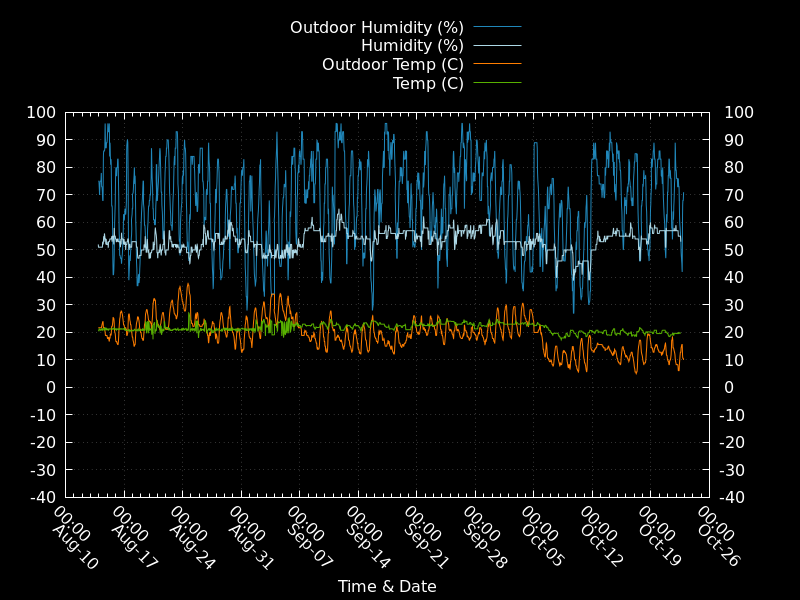 Outdoor Humidity (%)
Humidity (%)
Outdoor Temp (C)
Temp (C)
100 100
90 90
80 80
70 70
60 60
50 50
40 40
30 30
20 20
10 10
0 0
-10 -10
-20 -20
-30 -30
-40 -40
00:00 00:00 00:00 00:00 00:00 00:00 00:00 00:00 00:00 00:00 00:00 00:00
Aug-10 Aug-17 Aug-24 Aug-31 Sep-07 Sep-14 Sep-21 Sep-28 Oct-05 Oct-12 Oct-19 Oct-26
Time & Date